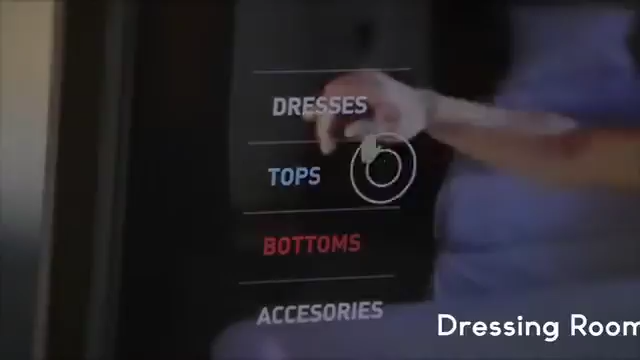 DRESSES
TOPS
BOTTOMS
ACCESORIES
Dressing Room